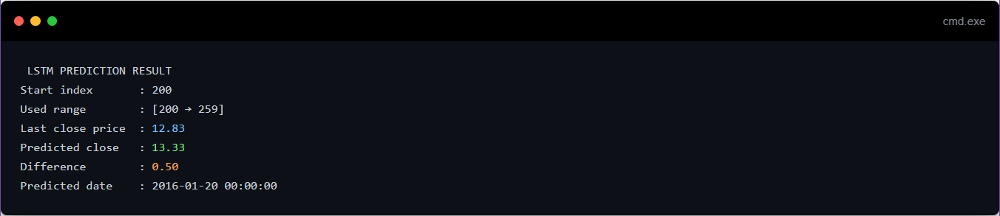 cmd.exe
LSTM PREDICTION RESULT
Start index : 200
Used range : [200 → 259]
Last close price : 12.83
Predicted close : 13.33
Difference : 0.50
Predicted date : 2016-01-20 00:00:00